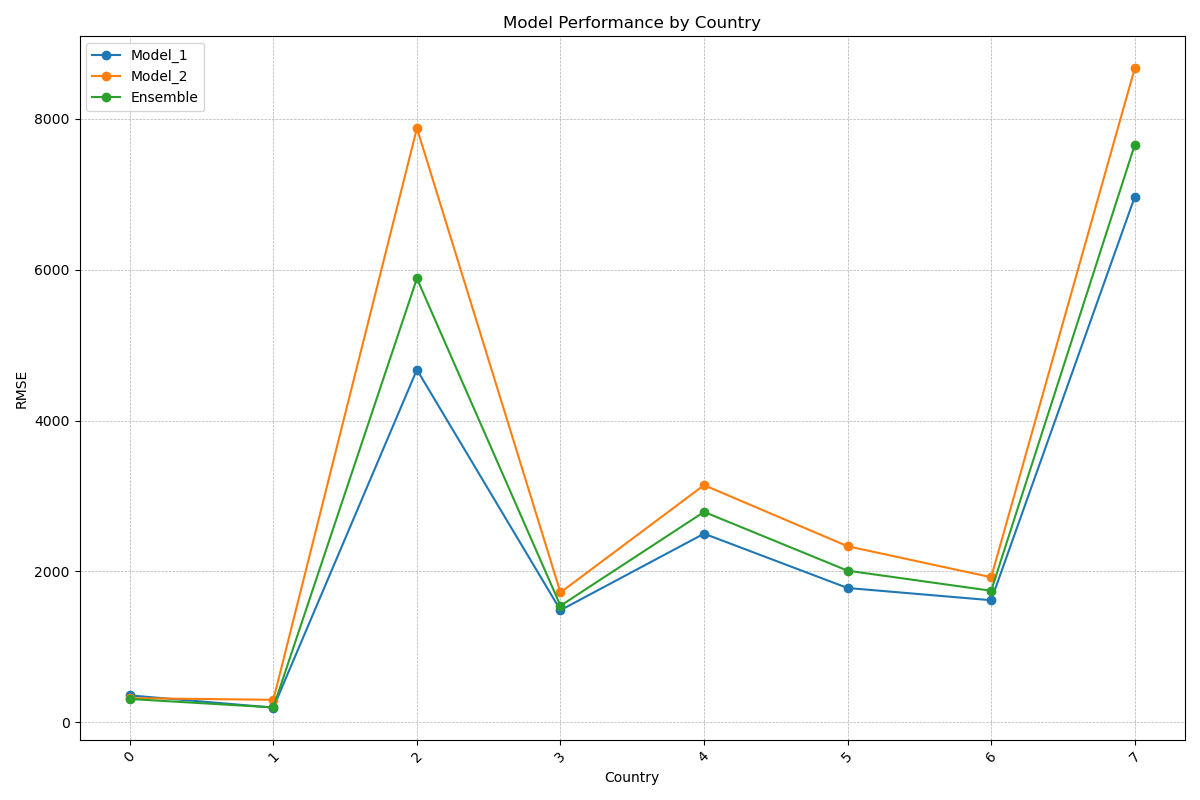 Model Performance by Country
Model_1
Model_2
Ensemble
RMSE
8000
6000
4000
2000
0
0 1 2 3 4 5 6 7
Country